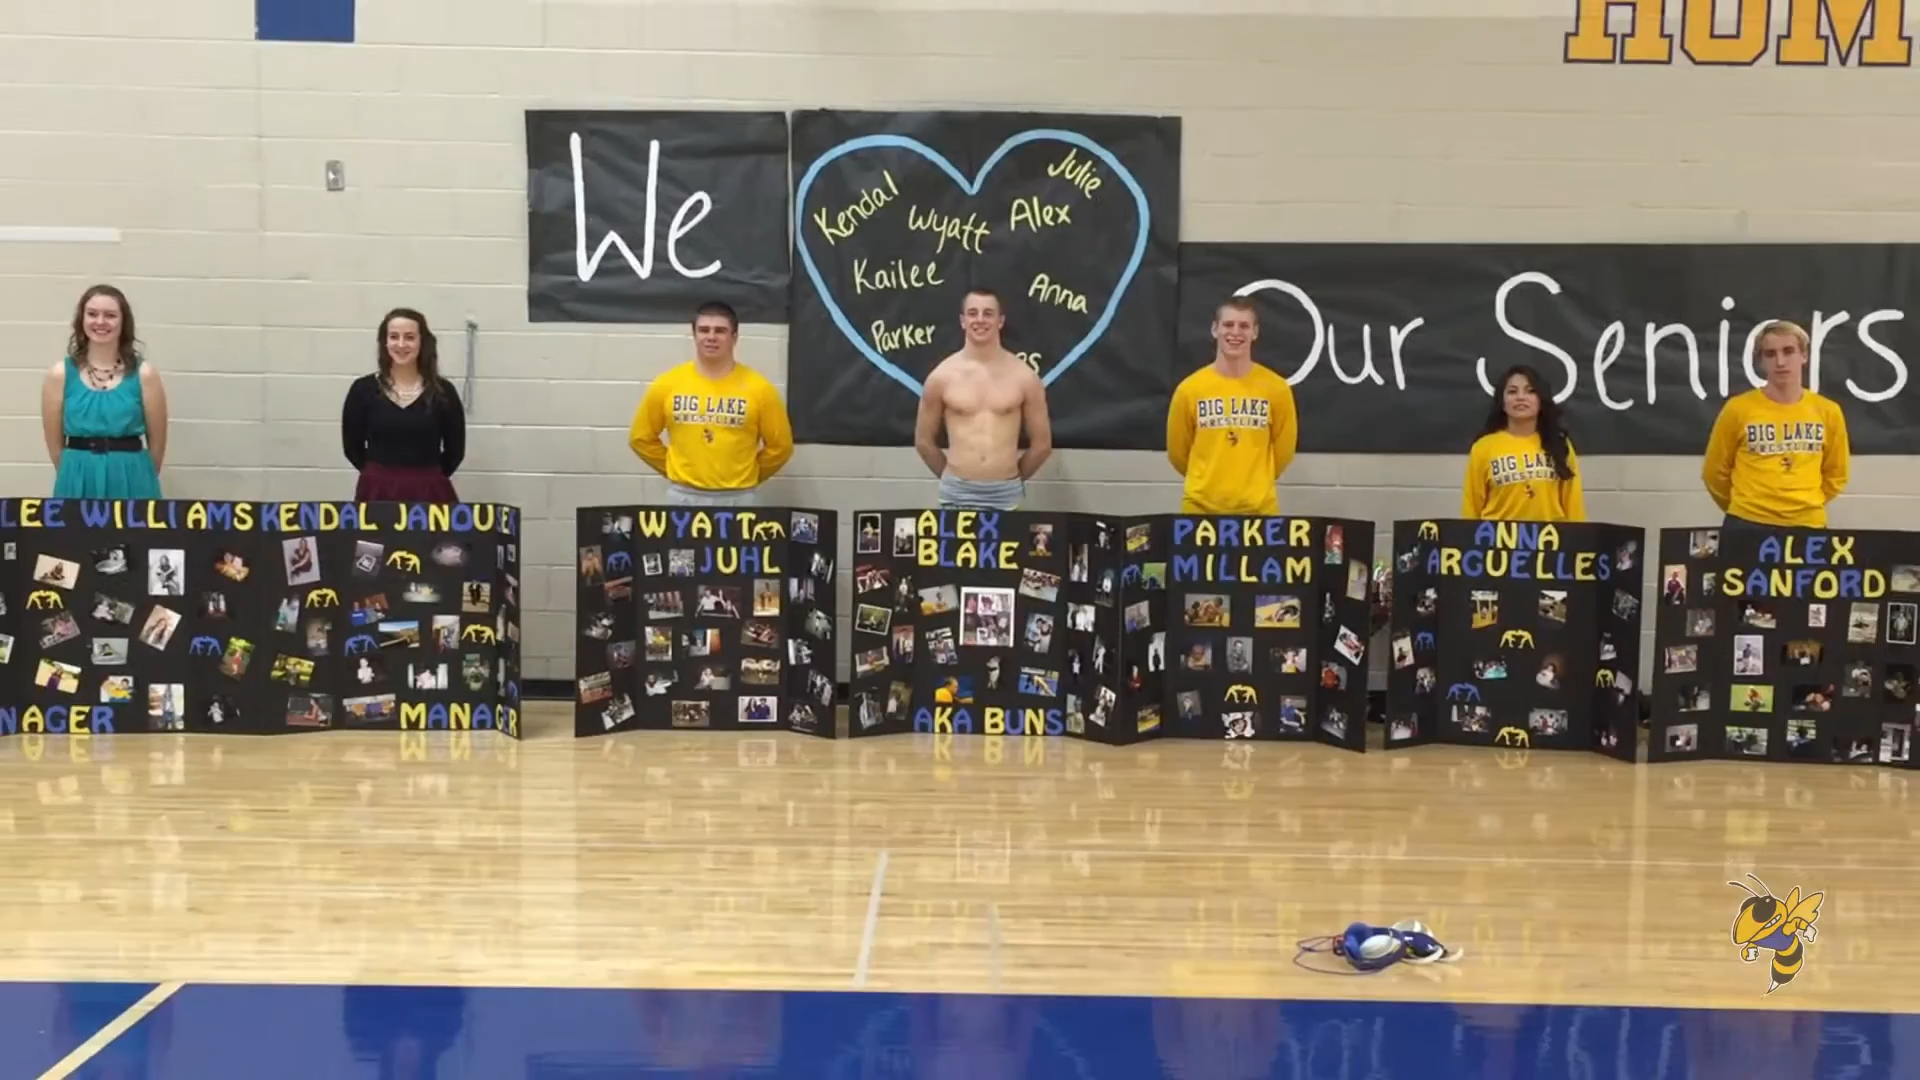 HOM
We
Julie
Kendal
Wyatt
Alex
Kailee
Anna
Parker
es
Our Seniors
BIG LAKE
WRESTLING
BIG LAKE
WRESTLING
BIG LAKE
WRESTLING
BIG LAKE
WRESTLING
LEE WILLIAMS
NAGER
KENDAL JANOUSEK
MANAGER
WYATT
JUHL
ALEX
BLAKE
AKA BUNS
PARKER
MILLAM
ANNA
ARGUELLES
ALEX
SANFORD